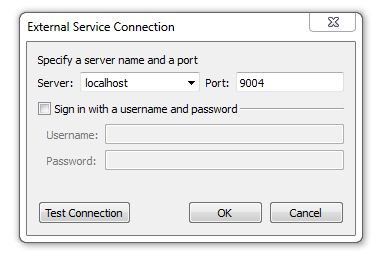 External Service Connection
Specify a server name and a port
Server: localhost Port: 9004
Sign in with a username and password
Username:
Password:
Test Connection OK Cancel